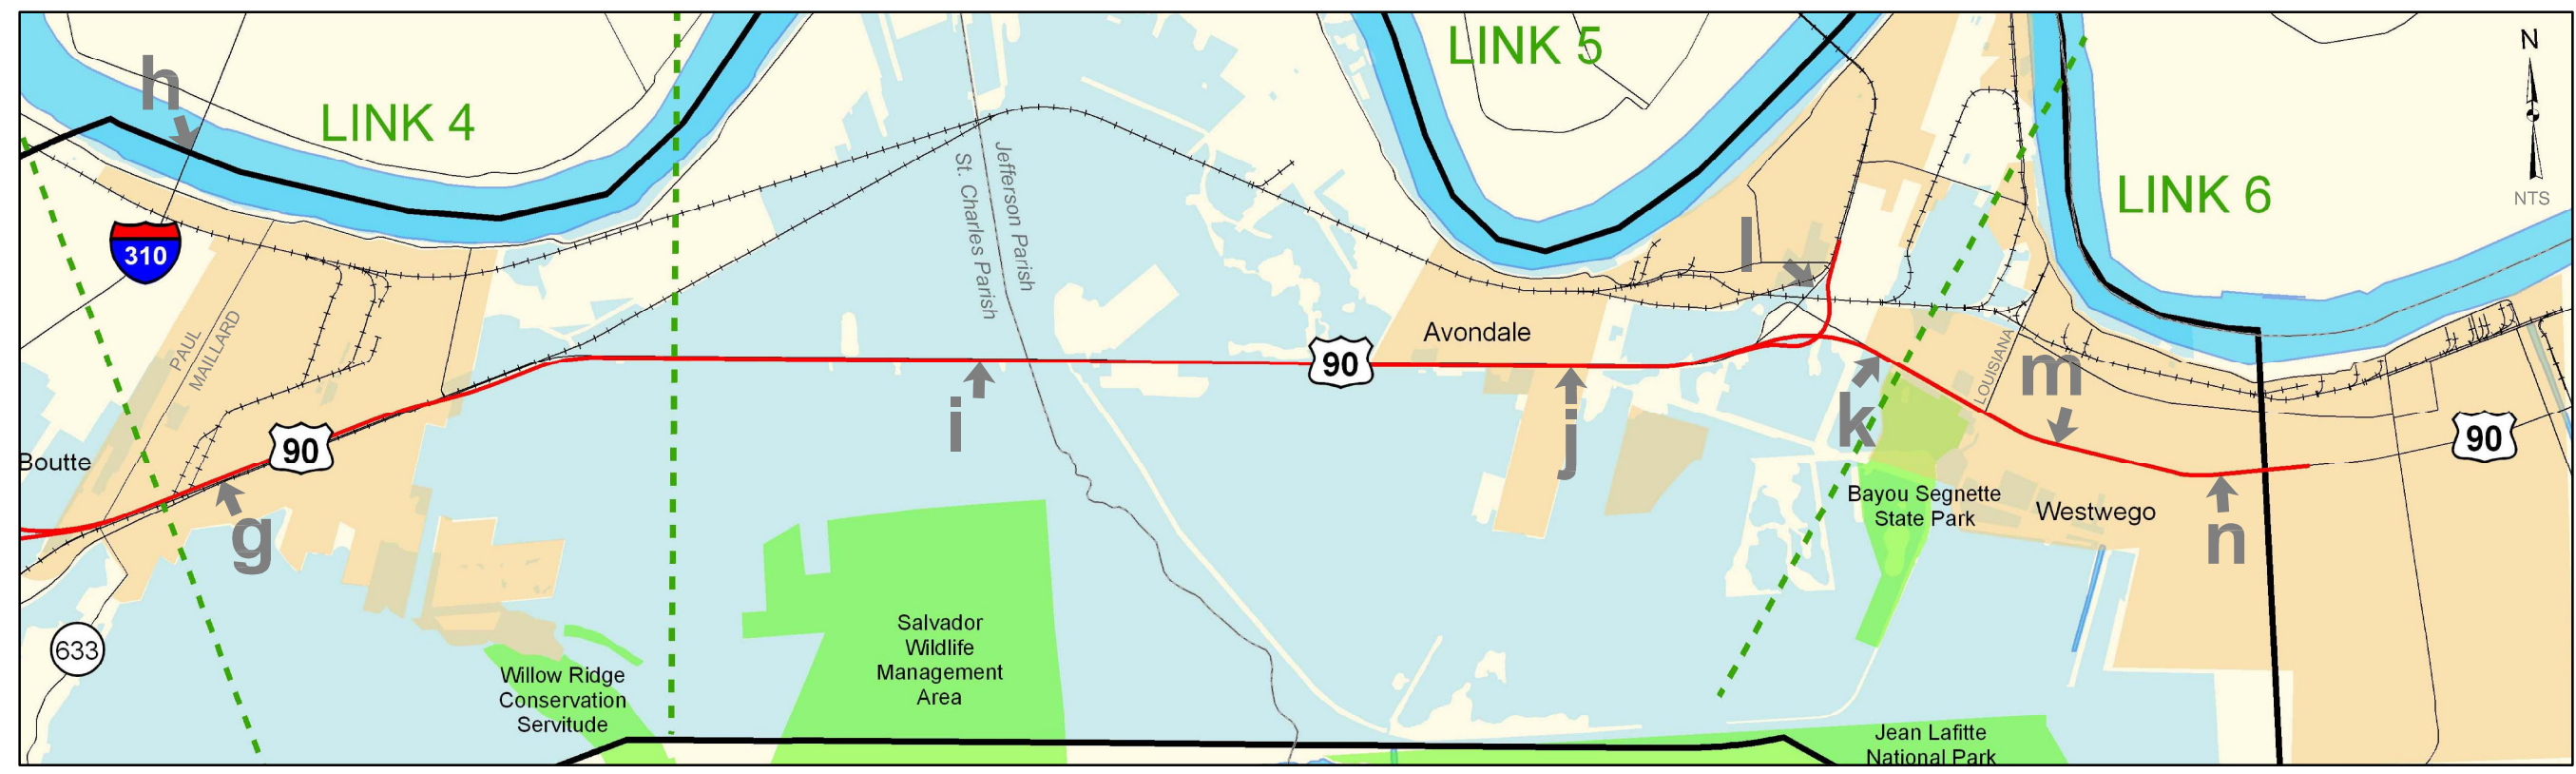 LINK 4
LINK 5
LINK 6
N
NTS
h
310
PAUL
MAILLARD
Jefferson Parish
St. Charles Parish
l
Avondale
90
90
90
LOUISIANA
m
k
i
j
Boutte
g
Bayou Segnette
State Park
Westwego
n
633
Willow Ridge
Conservation
Servitude
Salvador
Wildlife
Management
Area
Jean Lafitte
National Park